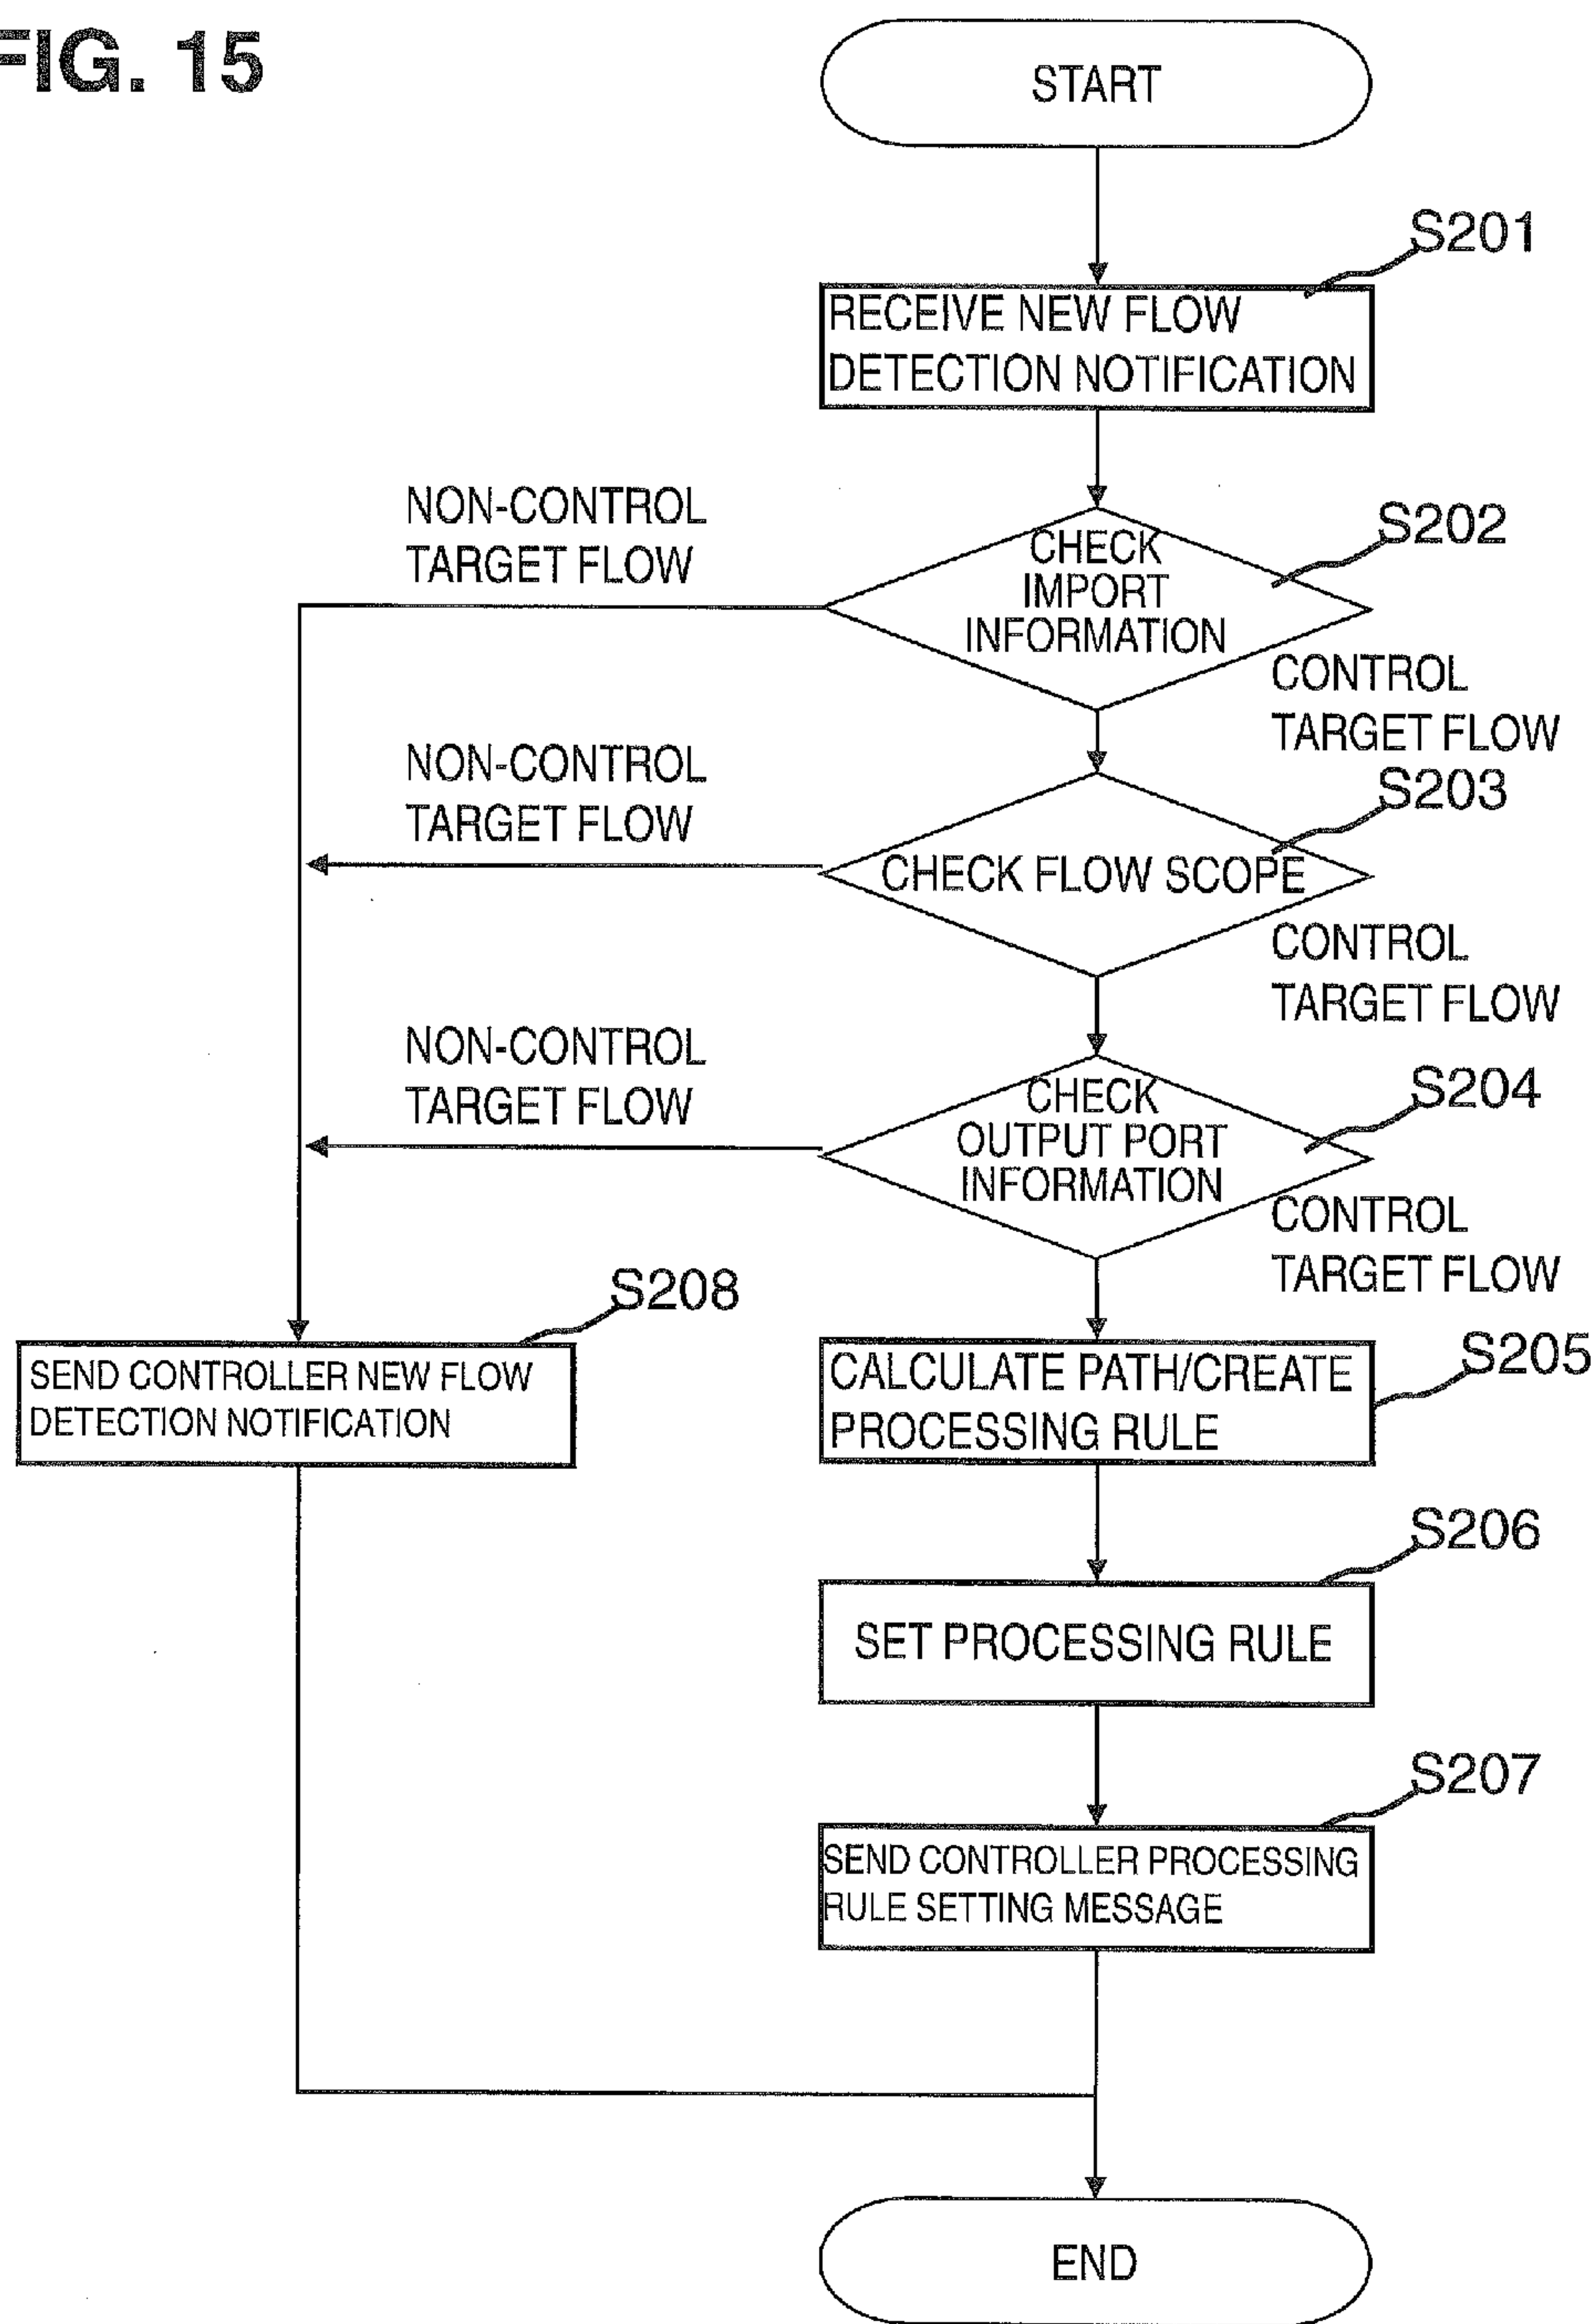 FIG. 15
START
S201
RECEIVE NEW FLOW
DETECTION NOTIFICATION
NON-CONTROL
TARGET FLOW
S202
CHECK
IMPORT
INFORMATION
CONTROL
TARGET FLOW
NON-CONTROL
TARGET FLOW
S203
CHECK FLOW SCOPE
CONTROL
TARGET FLOW
NON-CONTROL
TARGET FLOW
S204
CHECK
OUTPUT PORT
INFORMATION
CONTROL
TARGET FLOW
S208
SEND CONTROLLER NEW FLOW
DETECTION NOTIFICATION
S205
CALCULATE PATH/CREATE
PROCESSING RULE
S206
SET PROCESSING RULE
S207
SEND CONTROLLER PROCESSING
RULE SETTING MESSAGE
END